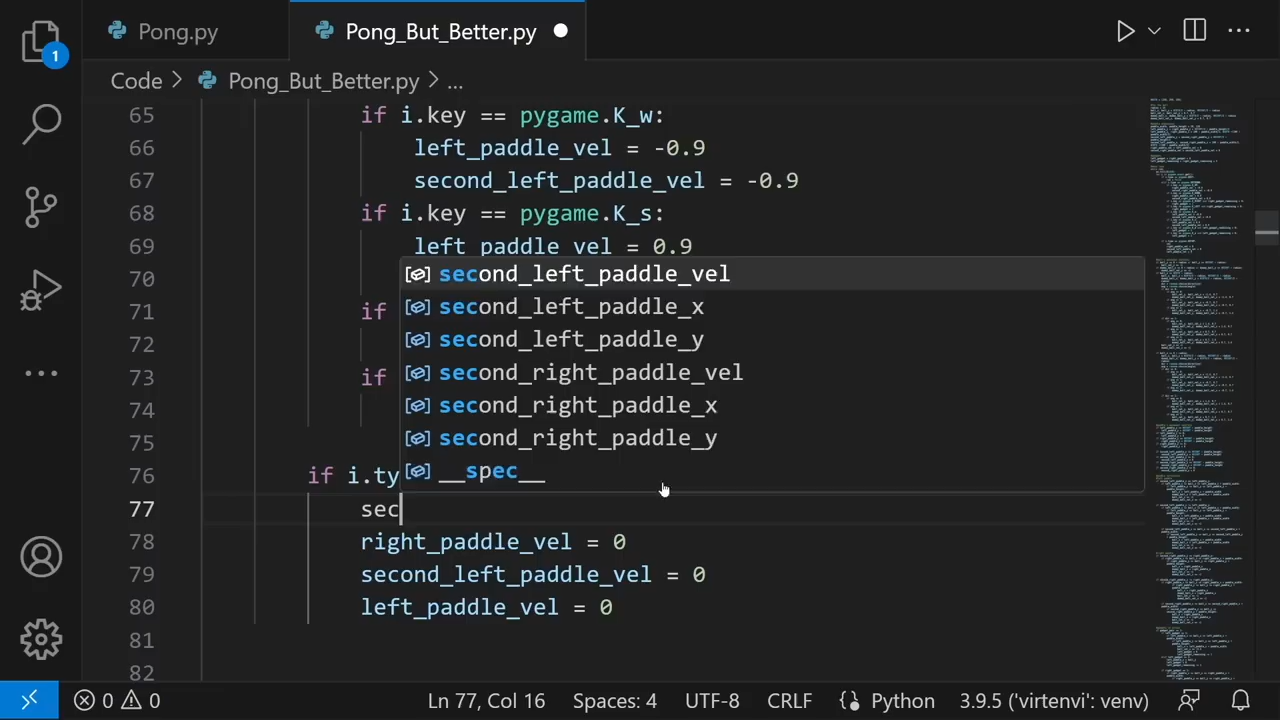 Pong.py
Pong_But_Better.py
1
Code > Pong_But_Better.py > ...
65 if i.key == pygame.K_w:
66 left_paddle_vel = -0.9
67 second_left_paddle_vel = -0.9
68 if i.key == pygame.K_s:
69 left_paddle_vel = 0.9
70
second_left_paddle_vel
second_left_paddle_x
71 if
72
second_left_paddle_y
73 if
second_right_paddle_vel
74
second_right_paddle_x
75
second_right_paddle_y
76 if i.ty
__spec__
77 sec
78 right_paddle_vel = 0
79 second_left_paddle_vel = 0
80 left_paddle_vel = 0
81
82
0 0 Ln 77, Col 16 Spaces: 4 UTF-8 CRLF Python 3.9.5 ('virtenvi': venv)